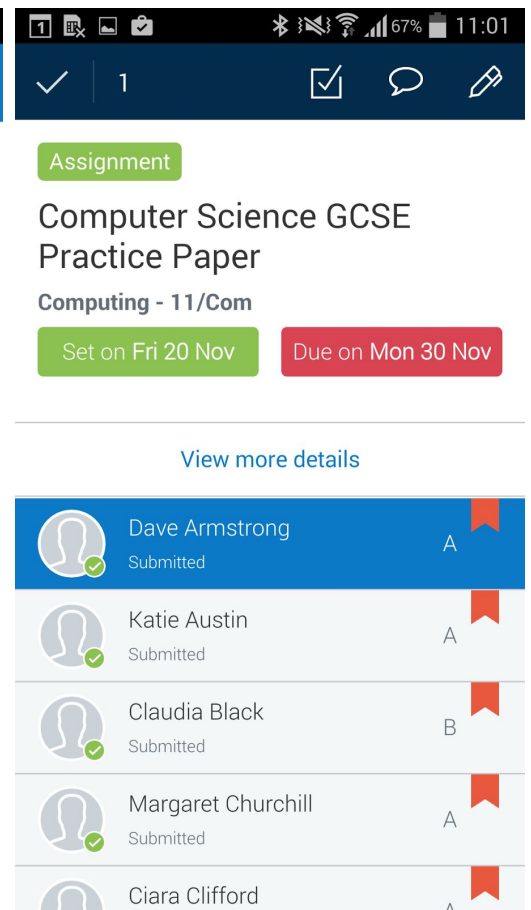 1 67% 11:01
1
Assignment
Computer Science GCSE
Practice Paper
Computing - 11/Com
Set on Fri 20 Nov Due on Mon 30 Nov
View more details
Dave Armstrong
Submitted
A
Katie Austin
Submitted
A
Claudia Black
Submitted
B
Margaret Churchill
Submitted
A
Ciara Clifford
A